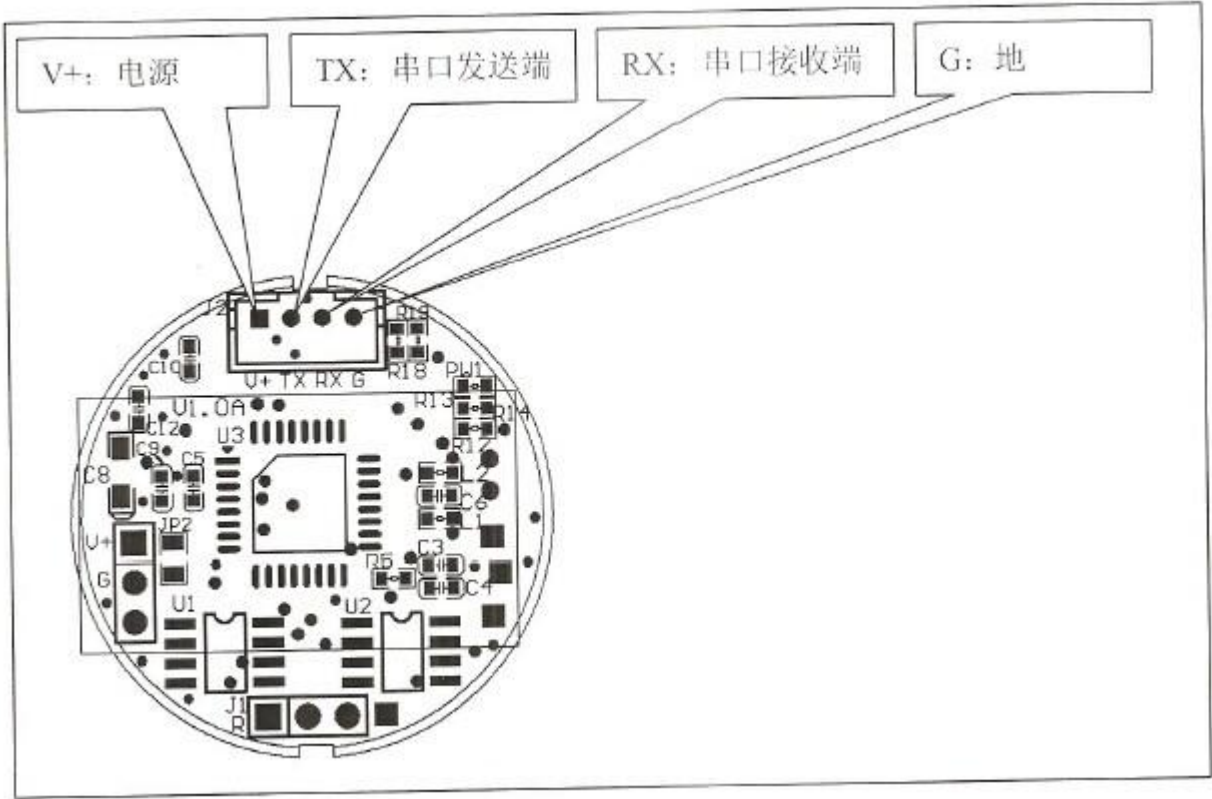 V+：电源
TX：串口发送端
RX：串口接收端
G：地
J2
R19
C10
V+ TX RX G
R18
PW1
V1.0A
R13
R14
C12
U3
R12
C9
C5
C8
L2
C6
L1
JP2
V+
C3
R5
G
C4
U1
U2
J1
R